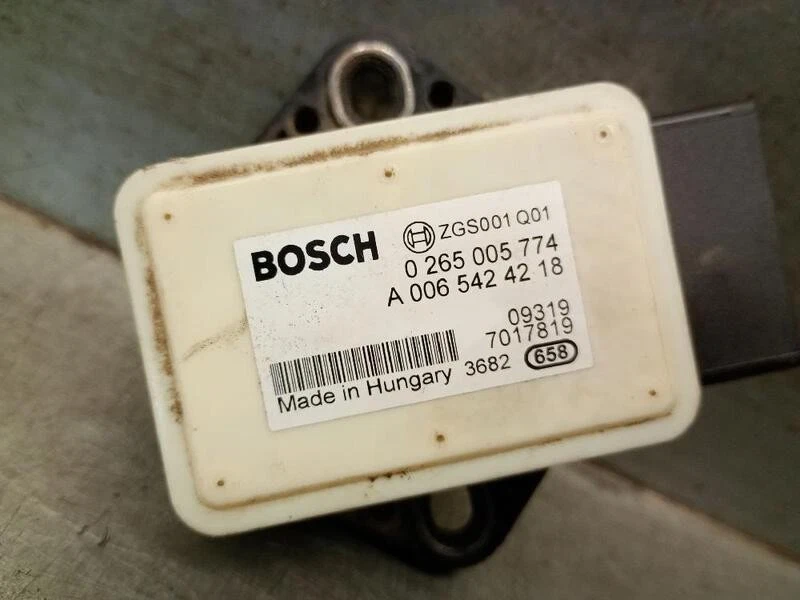 BOSCH ZGS001 Q01
0 265 005 774
A 006 542 42 18
09319
7017819
Made in Hungary 3682 658